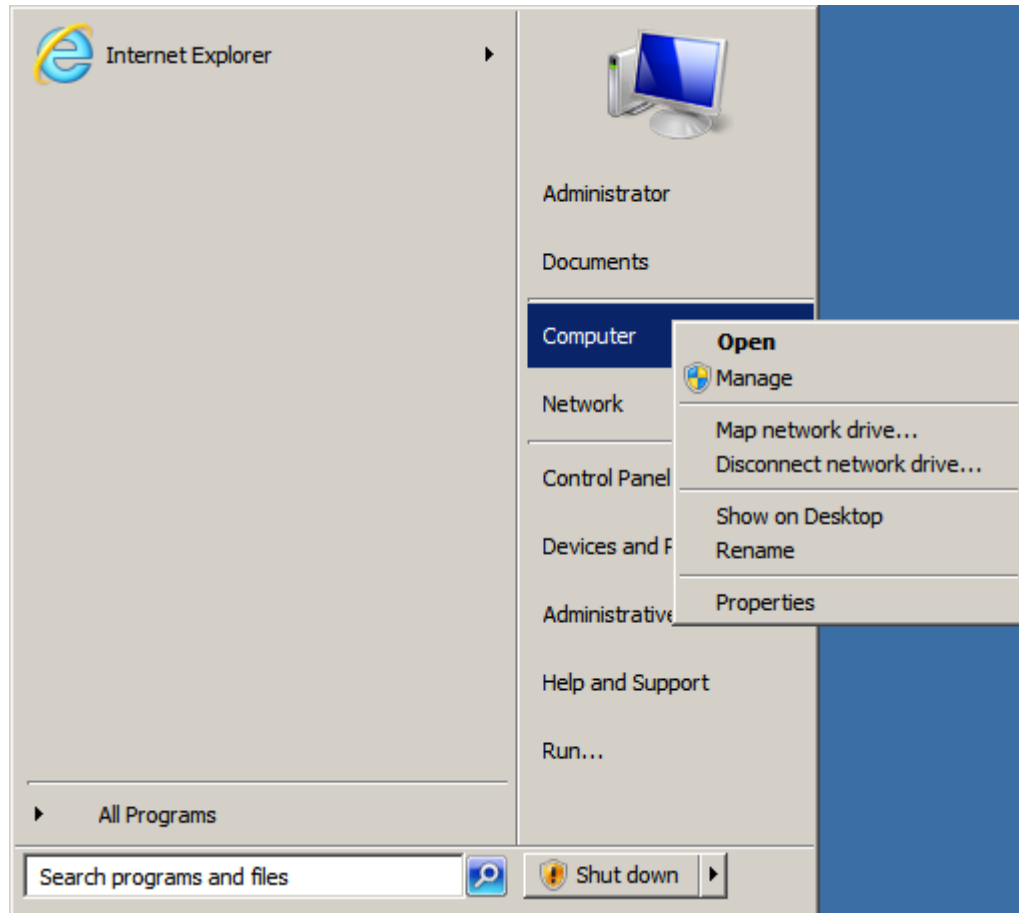 Internet Explorer
Administrator
Documents
Computer
Network
Control Panel
Devices and P
Administrative
Help and Support
Run...
Open
Manage
Map network drive...
Disconnect network drive...
Show on Desktop
Rename
Properties
All Programs
Search programs and files
Shut down